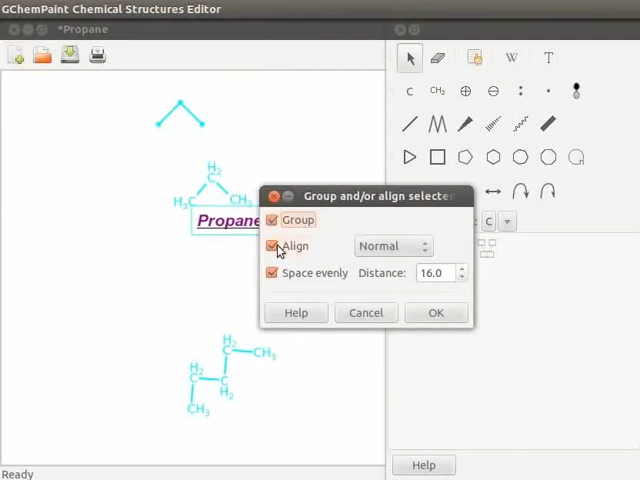 GChemPaint Chemical Structures Editor
*Propane
W T
C CH2
H2
C
H3C CH3
Propane
Group and/or align selected
Group
Align Normal
Space evenly Distance: 16.0
Help Cancel OK
C
H2
C CH3
H2
C C
H2
CH3
Help
Ready